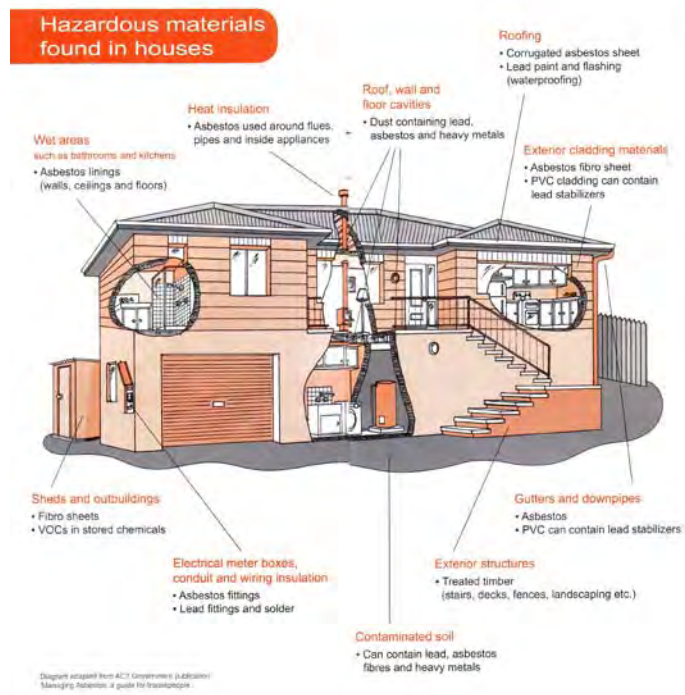 Hazardous materials
found in houses
Roofing
• Corrugated asbestos sheet
• Lead paint and flashing
(waterproofing)
Roof, wall and
floor cavities
• Dust containing lead,
asbestos and heavy metals
Heat insulation
• Asbestos used around flues,
pipes and inside appliances
Wet areas
such as bathrooms and kitchens
• Asbestos linings
(walls, ceilings and floors)
Exterior cladding materials
• Asbestos fibro sheet
• PVC cladding can contain
lead stabilizers
Sheds and outbuildings
• Fibro sheets
• VOCs in stored chemicals
Gutters and downpipes
• Asbestos
• PVC can contain lead stabilizers
Electrical meter boxes,
conduit and wiring insulation
• Asbestos fittings
• Lead fittings and solder
Exterior structures
• Treated timber
(stairs, decks, fences, landscaping etc.)
Contaminated soil
• Can contain lead, asbestos
fibres and heavy metals
Diagram adapted from ACT Government publication
'Managing Asbestos, a guide for tradespeople'.